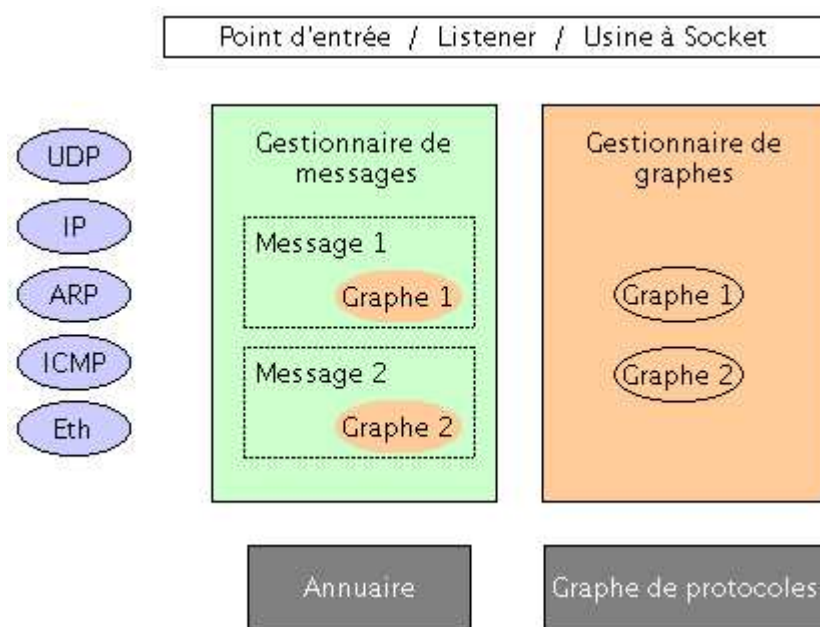 Point d'entrée / Listener / Usine à Socket
UDP
IP
ARP
ICMP
Eth
Gestionnaire de
messages
Message 1
Graphe 1
Message 2
Graphe 2
Gestionnaire de
graphes
Graphe 1
Graphe 2
Annuaire
Graphe de protocoles